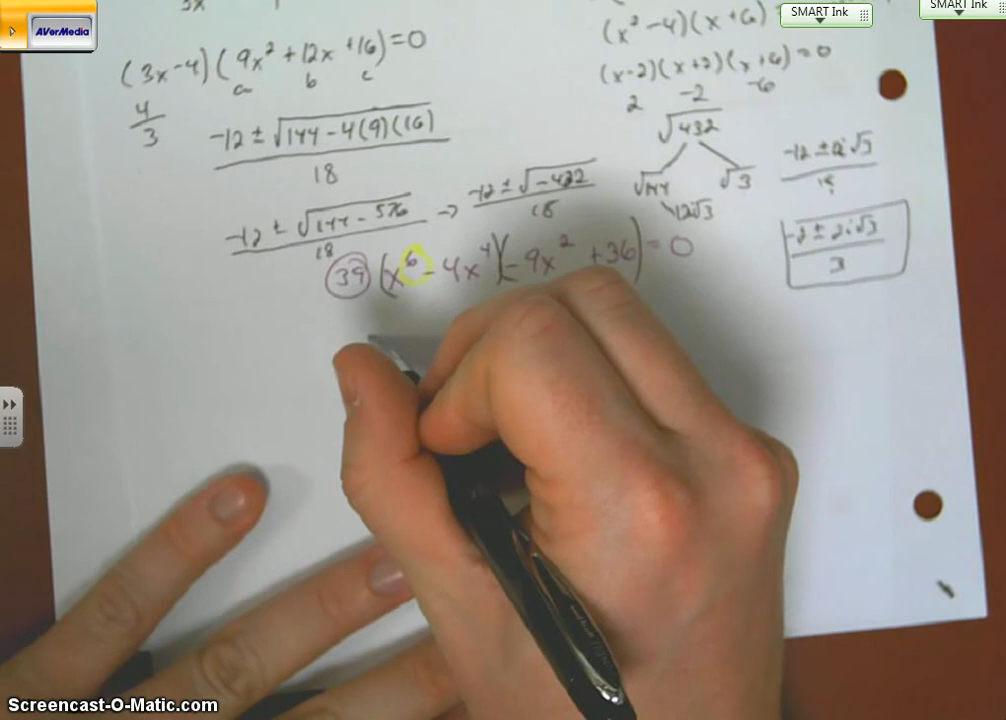 3x
AVerMedia
SMART Ink
SMART Ink
(3x-4)(9x² + 12x + 16) = 0
a b c
4/3
-12 ± √144 - 4(9)(16)
18
-12 ± √144 - 576
18
→ -12 ± √-432
18
(x² - 4)(x + 6)
(x-2)(x+2)(x+6) = 0
2 -2 -6
√432
√144 √3
12√3
-12 ± 12i√3
18
-2 ± 2i√3
3
39 (x⁶ - 4x⁴)(-9x² + 36) = 0
Screencast-O-Matic.com